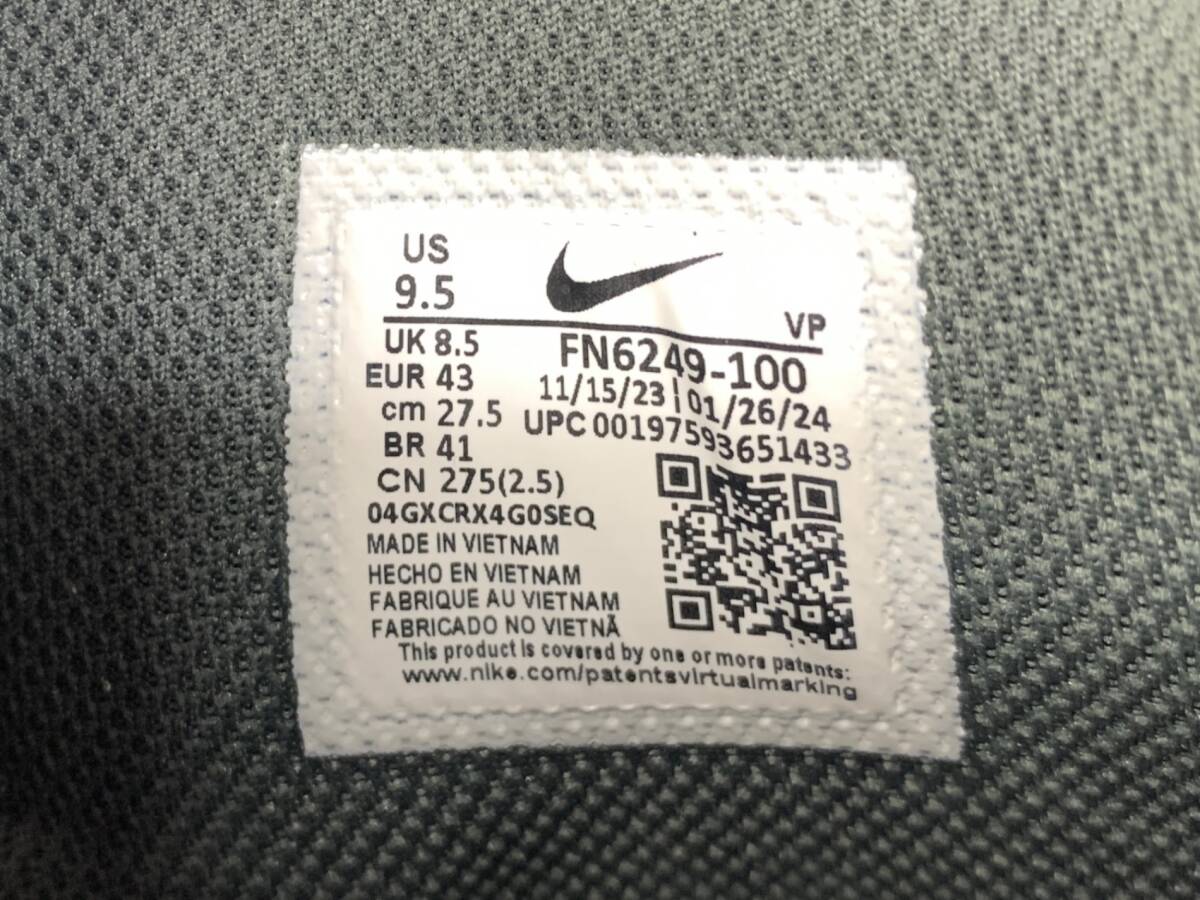 US
9.5
VP
UK 8.5
FN6249-100
EUR 43
11/15/23 | 01/26/24
cm 27.5
UPC 00197593651433
BR 41
CN 275(2.5)
04GXCRX4G0SEQ
MADE IN VIETNAM
HECHO EN VIETNAM
FABRIQUE AU VIETNAM
FABRICADO NO VIETNÃ
This product is covered by one or more patents:
www.nike.com/patentsvirtualmarking